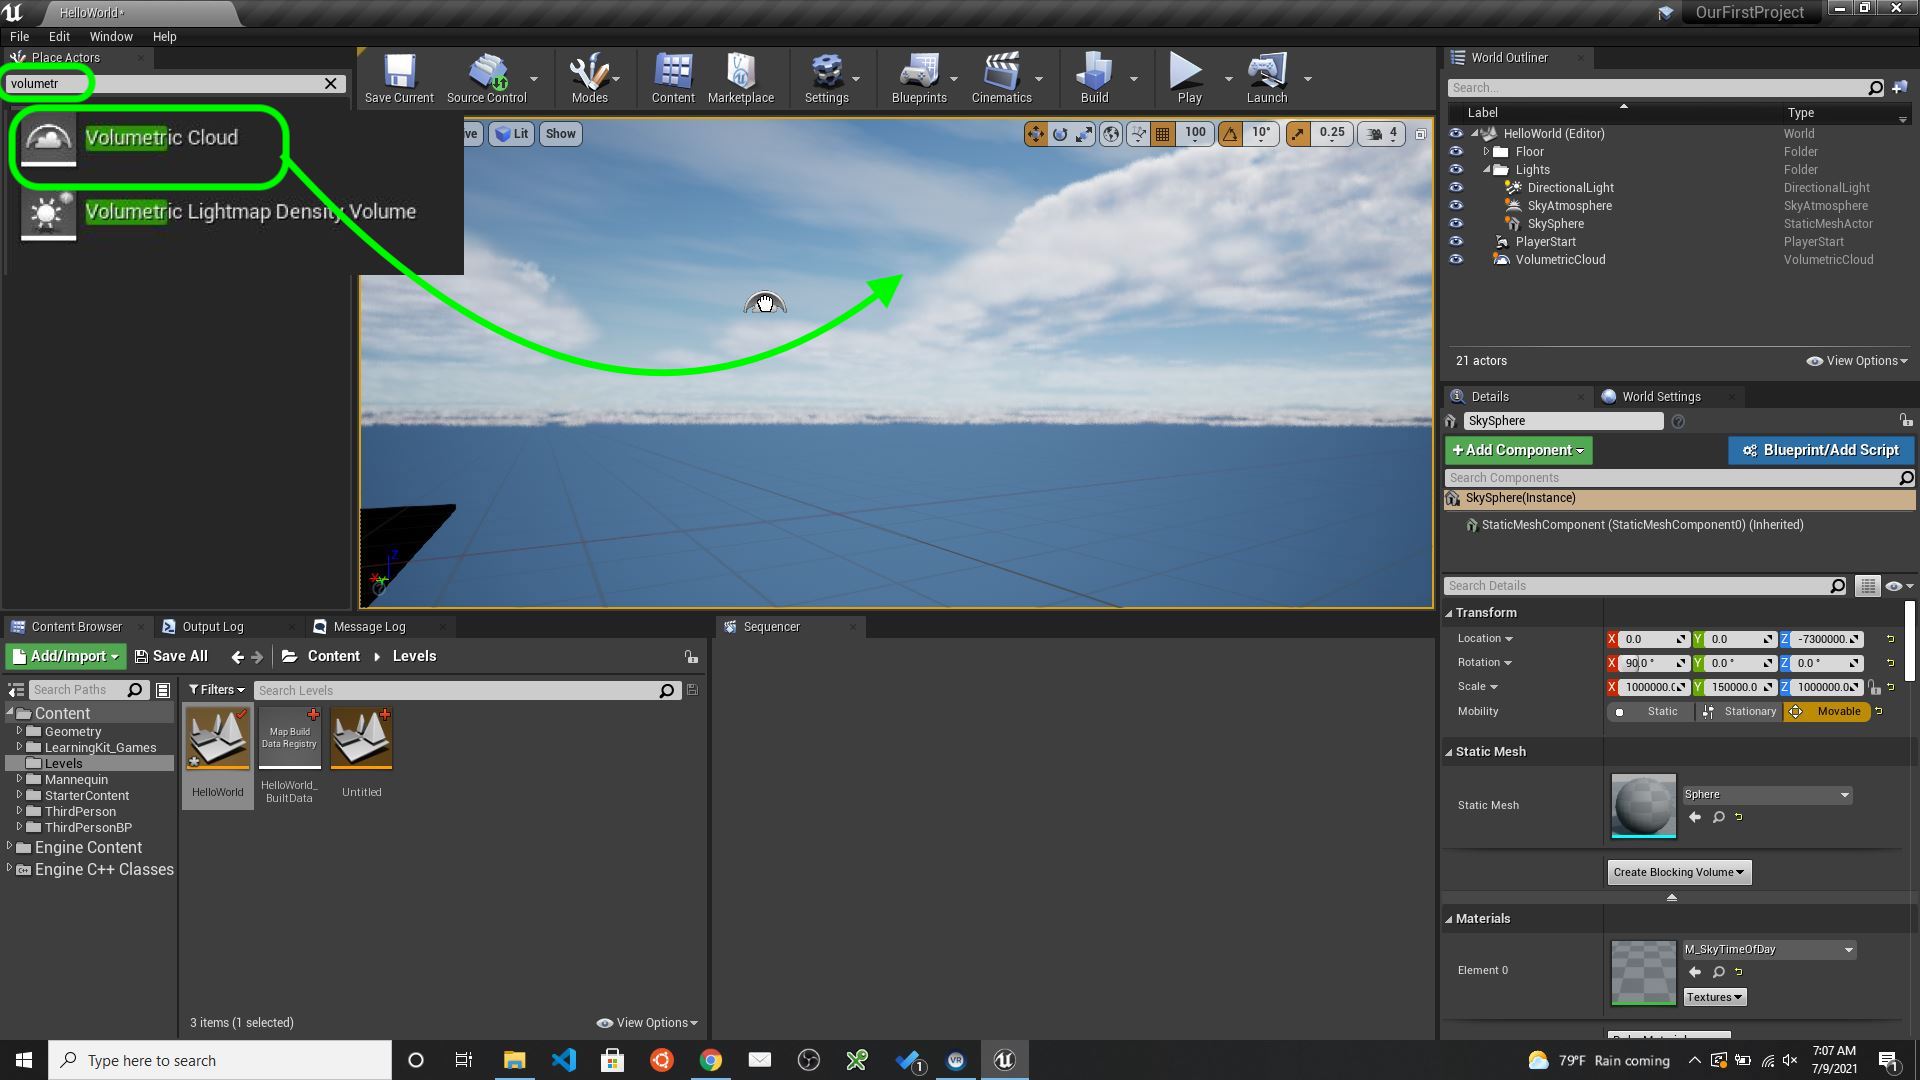 HelloWorld*
OurFirstProject
File Edit Window Help
Place Actors
volumetr
Volumetric Cloud
Volumetric Lightmap Density Volume
Save Current
Source Control
Modes
Content
Marketplace
Settings
Blueprints
Cinematics
Build
Play
Launch
Lit
Show
100
10°
0.25
4
World Outliner
Search...
Label Type
HelloWorld (Editor) World
Floor Folder
Lights Folder
DirectionalLight DirectionalLight
SkyAtmosphere SkyAtmosphere
SkySphere StaticMeshActor
PlayerStart PlayerStart
VolumetricCloud VolumetricCloud
21 actors
View Options
Details
World Settings
SkySphere
+Add Component
Blueprint/Add Script
Search Components
SkySphere(Instance)
StaticMeshComponent (StaticMeshComponent0) (Inherited)
Search Details
Transform
Location X 0.0 Y 0.0 Z -7300000.
Rotation X 90.0 ° Y 0.0 ° Z 0.0 °
Scale X 1000000.0 Y 150000.0 Z 1000000.0
Mobility Static Stationary Movable
Static Mesh
Static Mesh
Sphere
Create Blocking Volume
Materials
Element 0
M_SkyTimeOfDay
Textures
Content Browser
Output Log
Message Log
Sequencer
Add/Import
Save All
Content
Levels
Search Paths
Filters
Search Levels
Content
Geometry
LearningKit_Games
Levels
Mannequin
StarterContent
ThirdPerson
ThirdPersonBP
Engine Content
Engine C++ Classes
Map Build
Data Registry
HelloWorld
HelloWorld_
BuiltData
Untitled
3 items (1 selected)
View Options
Type here to search
1
VR
79°F Rain coming
7:07 AM
7/9/2021
1